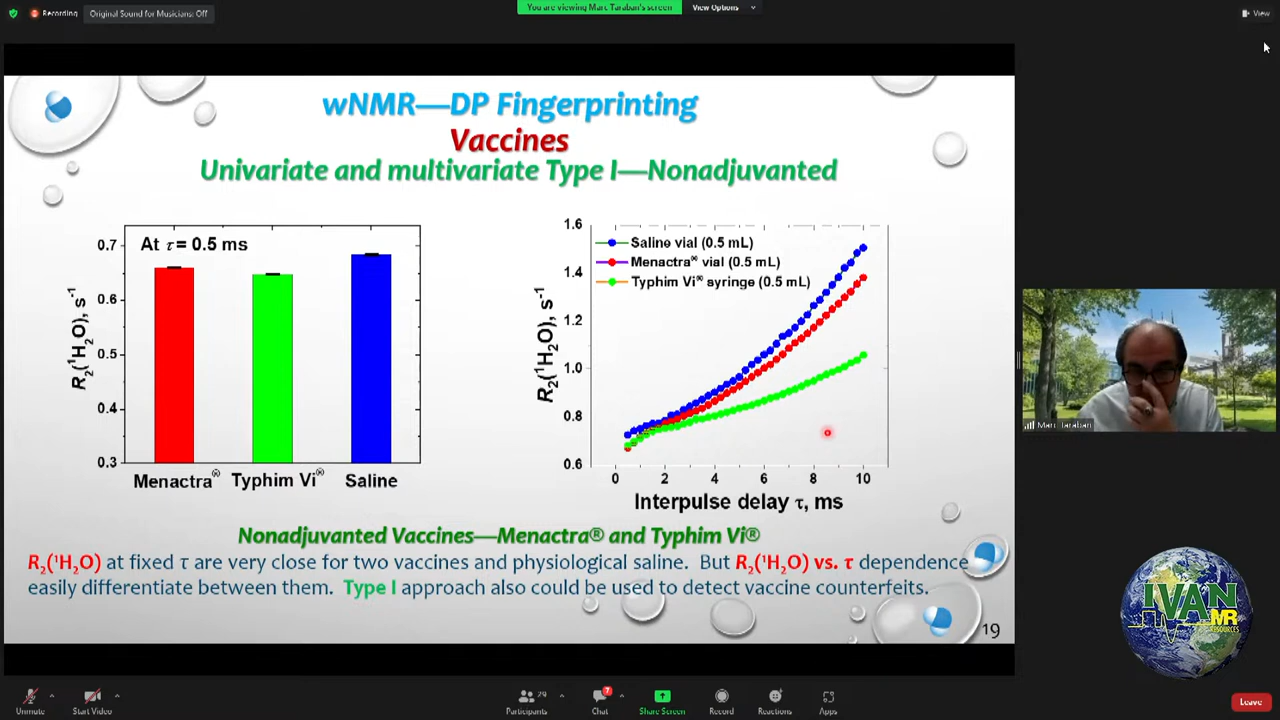 Recording
Original Sound for Musicians: Off
You are viewing Marc Taraban's screen
View Options
View
wNMR—DP Fingerprinting
Vaccines
Univariate and multivariate Type I—Nonadjuvanted
At τ = 0.5 ms
0.7
0.6
0.5
0.4
0.3
R₂(¹H₂O), s⁻¹
Menactra® Typhim Vi® Saline
Saline vial (0.5 mL)
Menactra® vial (0.5 mL)
Typhim Vi® syringe (0.5 mL)
1.6
1.4
1.2
1.0
0.8
0.6
R₂(¹H₂O), s⁻¹
0 2 4 6 8 10
Interpulse delay τ, ms
Nonadjuvanted Vaccines—Menactra® and Typhim Vi®
R₂(¹H₂O) at fixed τ are very close for two vaccines and physiological saline. But R₂(¹H₂O) vs. τ dependence
easily differentiate between them. Type I approach also could be used to detect vaccine counterfeits.
19
Marc Taraban
IVAN
MR
RESOURCES
Unmute
Start Video
Participants
29
Chat
7
Share Screen
Record
Reactions
Apps
Leave